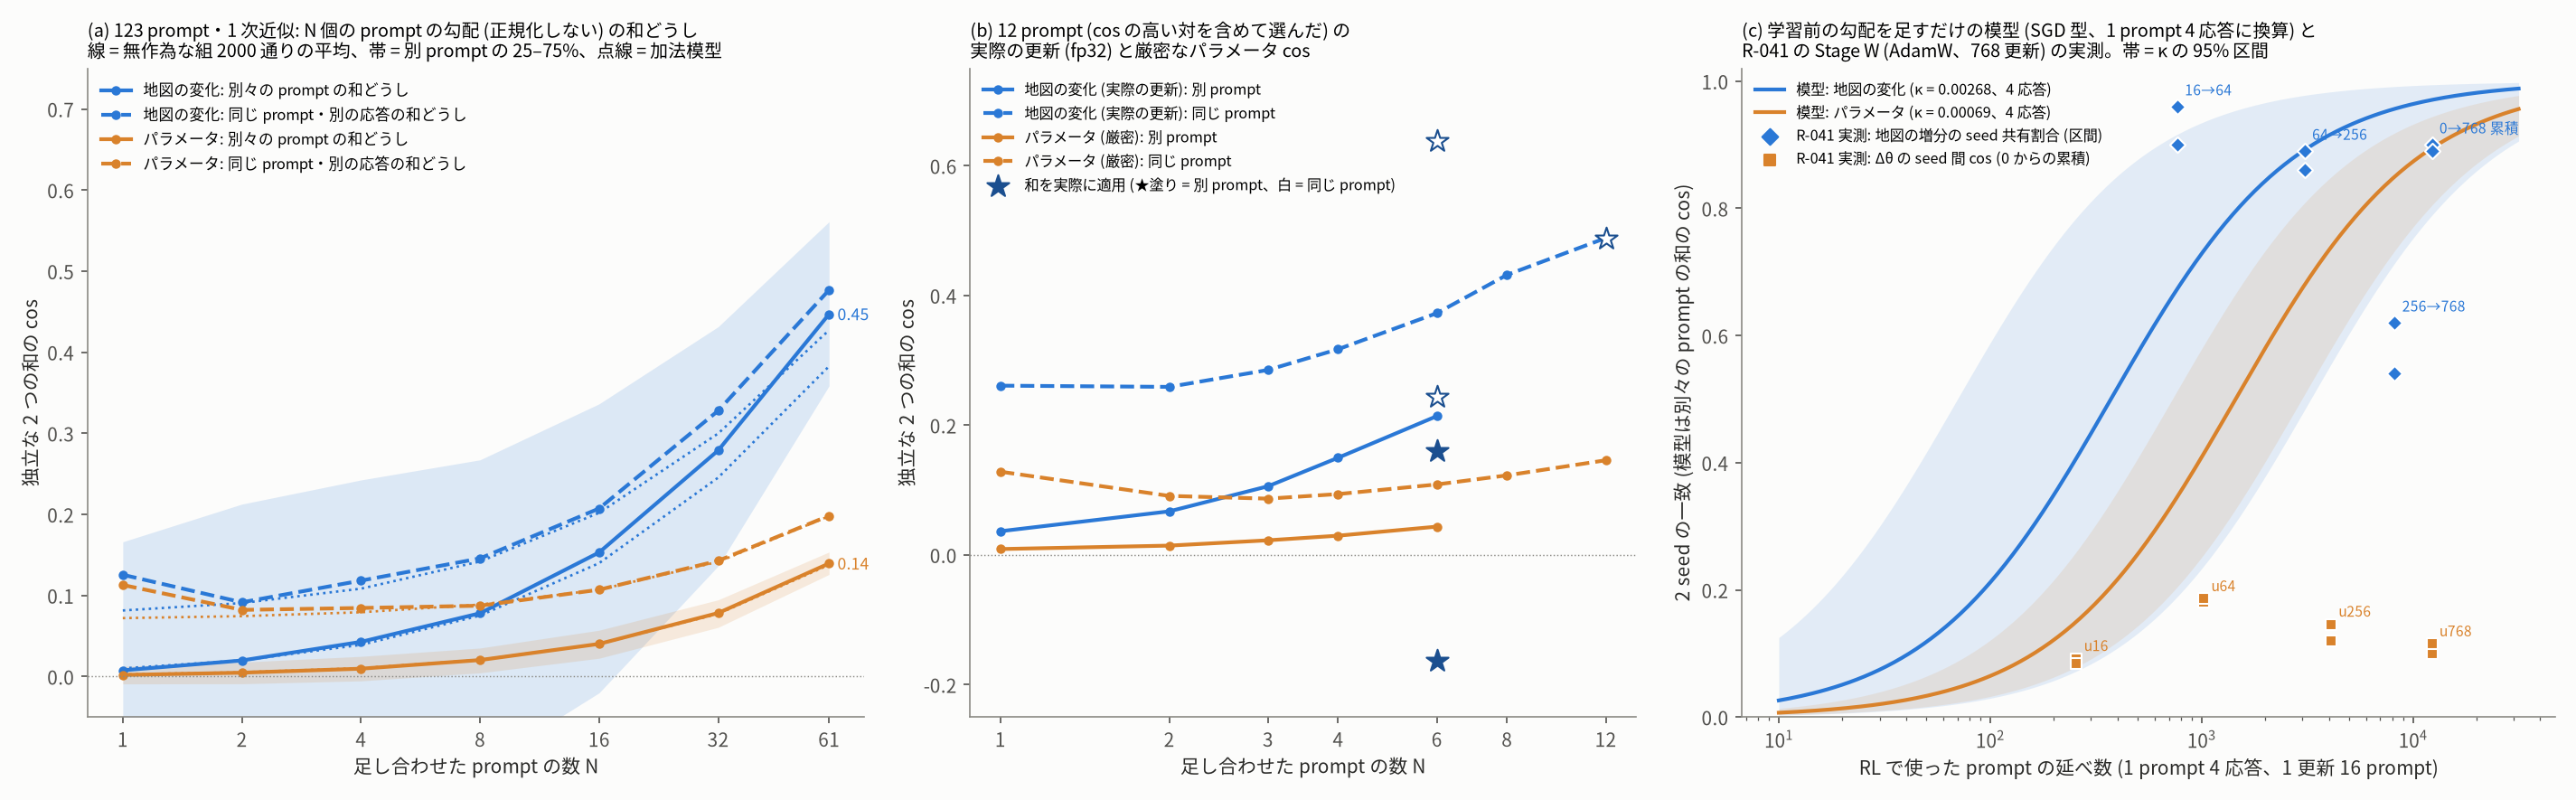 (a) 123 prompt・1 次近似: N 個の prompt の勾配 (正規化しない) の和どうし
線 = 無作為な組 2000 通りの平均、帯 = 別 prompt の 25–75%、点線 = 加法模型
地図の変化: 別々の prompt の和どうし
地図の変化: 同じ prompt・別の応答の和どうし
パラメータ: 別々の prompt の和どうし
パラメータ: 同じ prompt・別の応答の和どうし
0.7
0.6
0.5
0.4
0.3
0.2
0.1
0.0
独立な 2 つの和の cos
0.45
0.14
1
2
4
8
16
32
61
足し合わせた prompt の数 N
(b) 12 prompt (cos の高い対を含めて選んだ) の
実際の更新 (fp32) と厳密なパラメータ cos
地図の変化 (実際の更新): 別 prompt
地図の変化 (実際の更新): 同じ prompt
パラメータ (厳密): 別 prompt
パラメータ (厳密): 同じ prompt
和を実際に適用 (★塗り = 別 prompt、白 = 同じ prompt)
0.6
0.4
0.2
0.0
-0.2
独立な 2 つの和の cos
1
2
3
4
6
8
12
足し合わせた prompt の数 N
(c) 学習前の勾配を足すだけの模型 (SGD 型、1 prompt 4 応答に換算) と
R-041 の Stage W (AdamW、768 更新) の実測。帯 = κ の 95% 区間
模型: 地図の変化 (κ = 0.00268、4 応答)
模型: パラメータ (κ = 0.00069、4 応答)
R-041 実測: 地図の増分の seed 共有割合 (区間)
R-041 実測: Δθ の seed 間 cos (0 からの累積)
1.0
0.8
0.6
0.4
0.2
0.0
2 seed の一致 (模型は別々の prompt の和の cos)
16→64
64→256
0→768 累積
256→768
u16
u64
u256
u768
10¹
10²
10³
10⁴
RL で使った prompt の延べ数 (1 prompt 4 応答、1 更新 16 prompt)